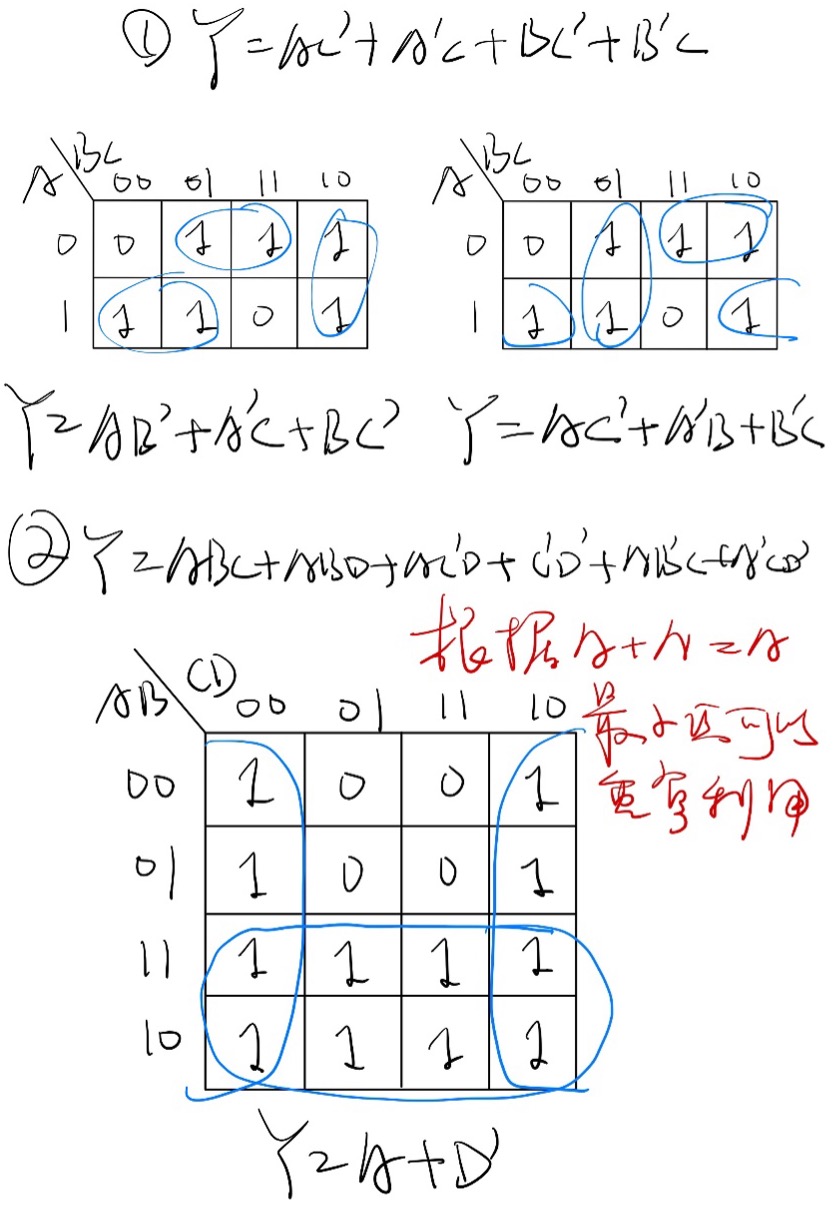 ① Y=AC'+A'C+BC'+B'C
A BC 00 01 11 10
0 0 1 1 1
1 1 1 0 1
A BC 00 01 11 10
0 0 1 1 1
1 1 1 0 1
Y=AB'+A'C+BC' Y=AC'+A'B+B'C
② Y=ABC+ABD+AC'D+C'D'+AB'C+A'CD'
根据A+A=A
AB CD 00 01 11 10
最小项可以
00 1 0 0 1
重复利用
01 1 0 0 1
11 1 1 1 1
10 1 1 1 1
Y=A+D'